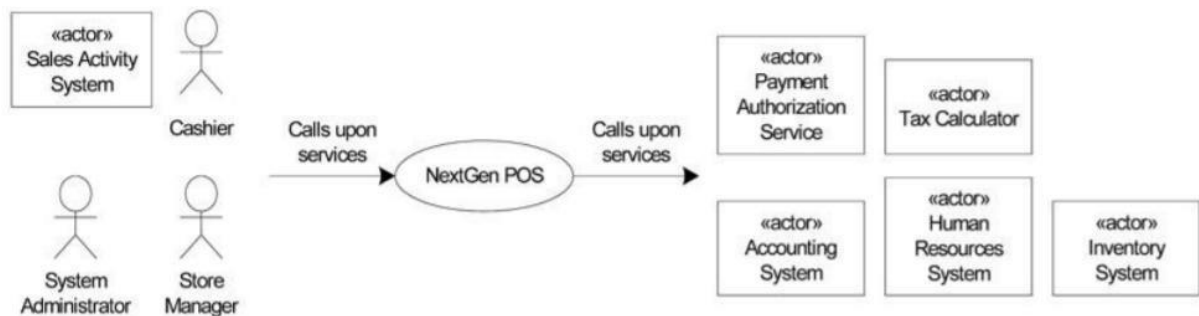 «actor»
Sales Activity
System
Cashier
System
Administrator
Store
Manager
Calls upon
services
NextGen POS
Calls upon
services
«actor»
Payment
Authorization
Service
«actor»
Tax Calculator
«actor»
Accounting
System
«actor»
Human
Resources
System
«actor»
Inventory
System